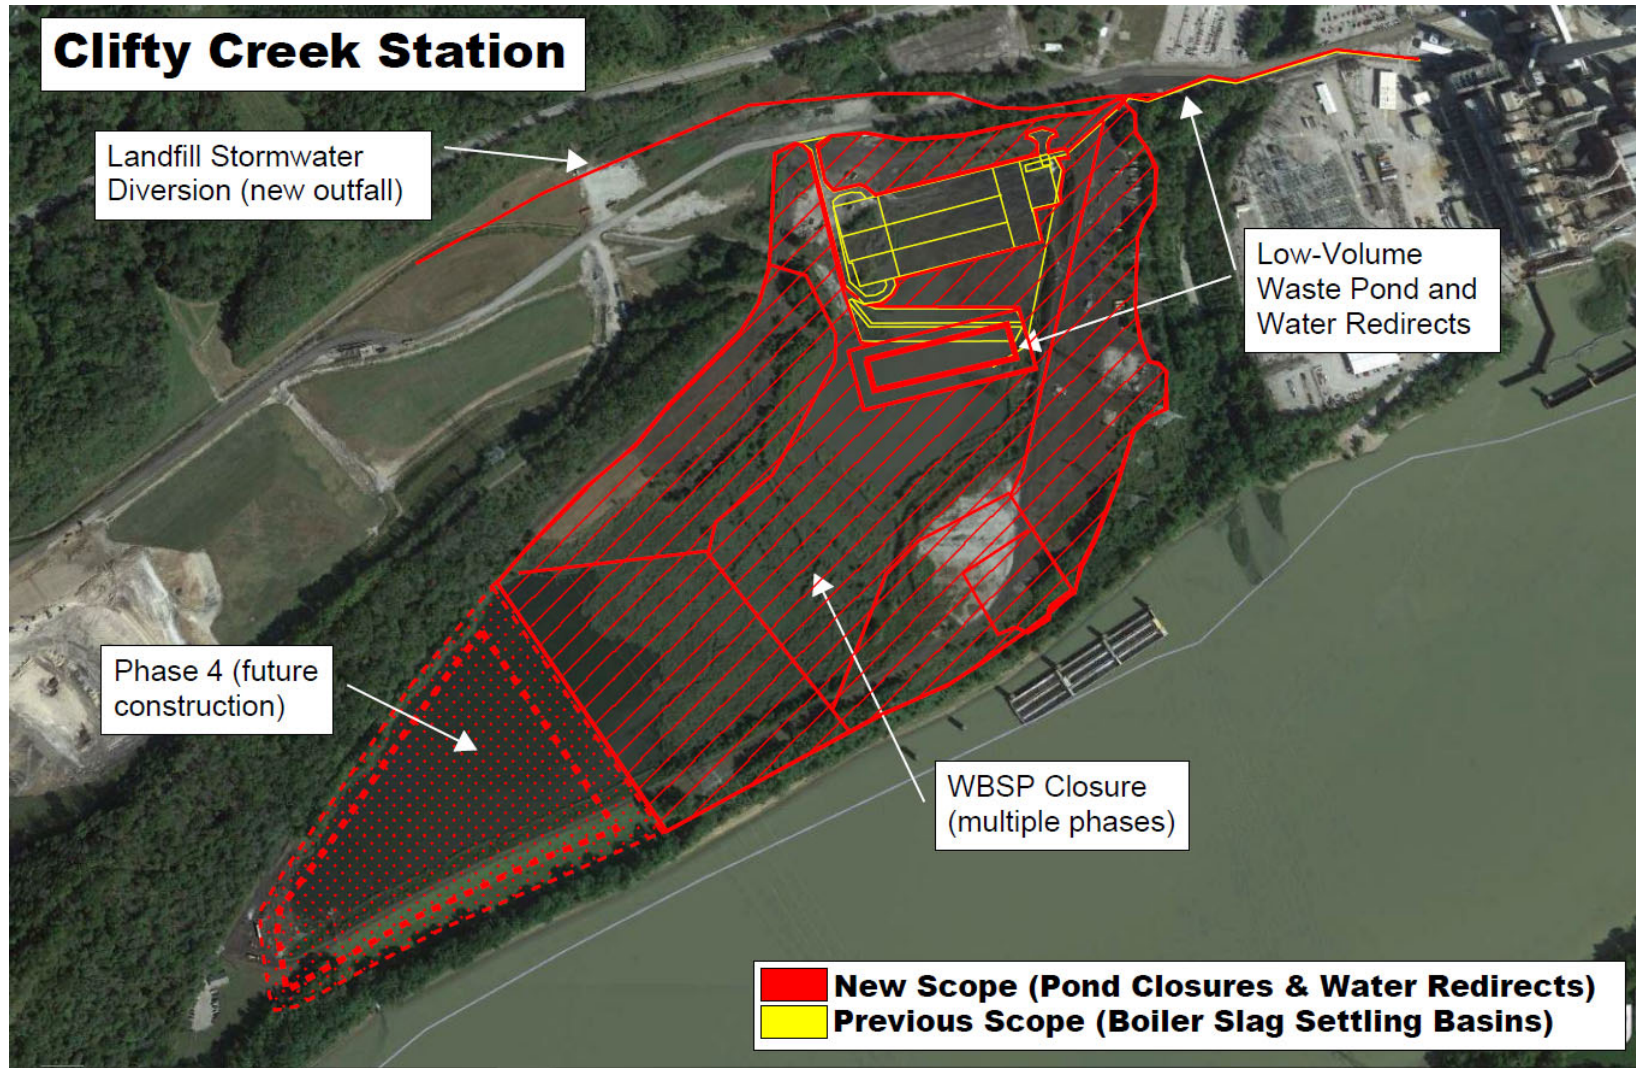 Clifty Creek Station
Landfill Stormwater
Diversion (new outfall)
Low-Volume
Waste Pond and
Water Redirects
Phase 4 (future
construction)
WBSP Closure
(multiple phases)
New Scope (Pond Closures & Water Redirects)
Previous Scope (Boiler Slag Settling Basins)